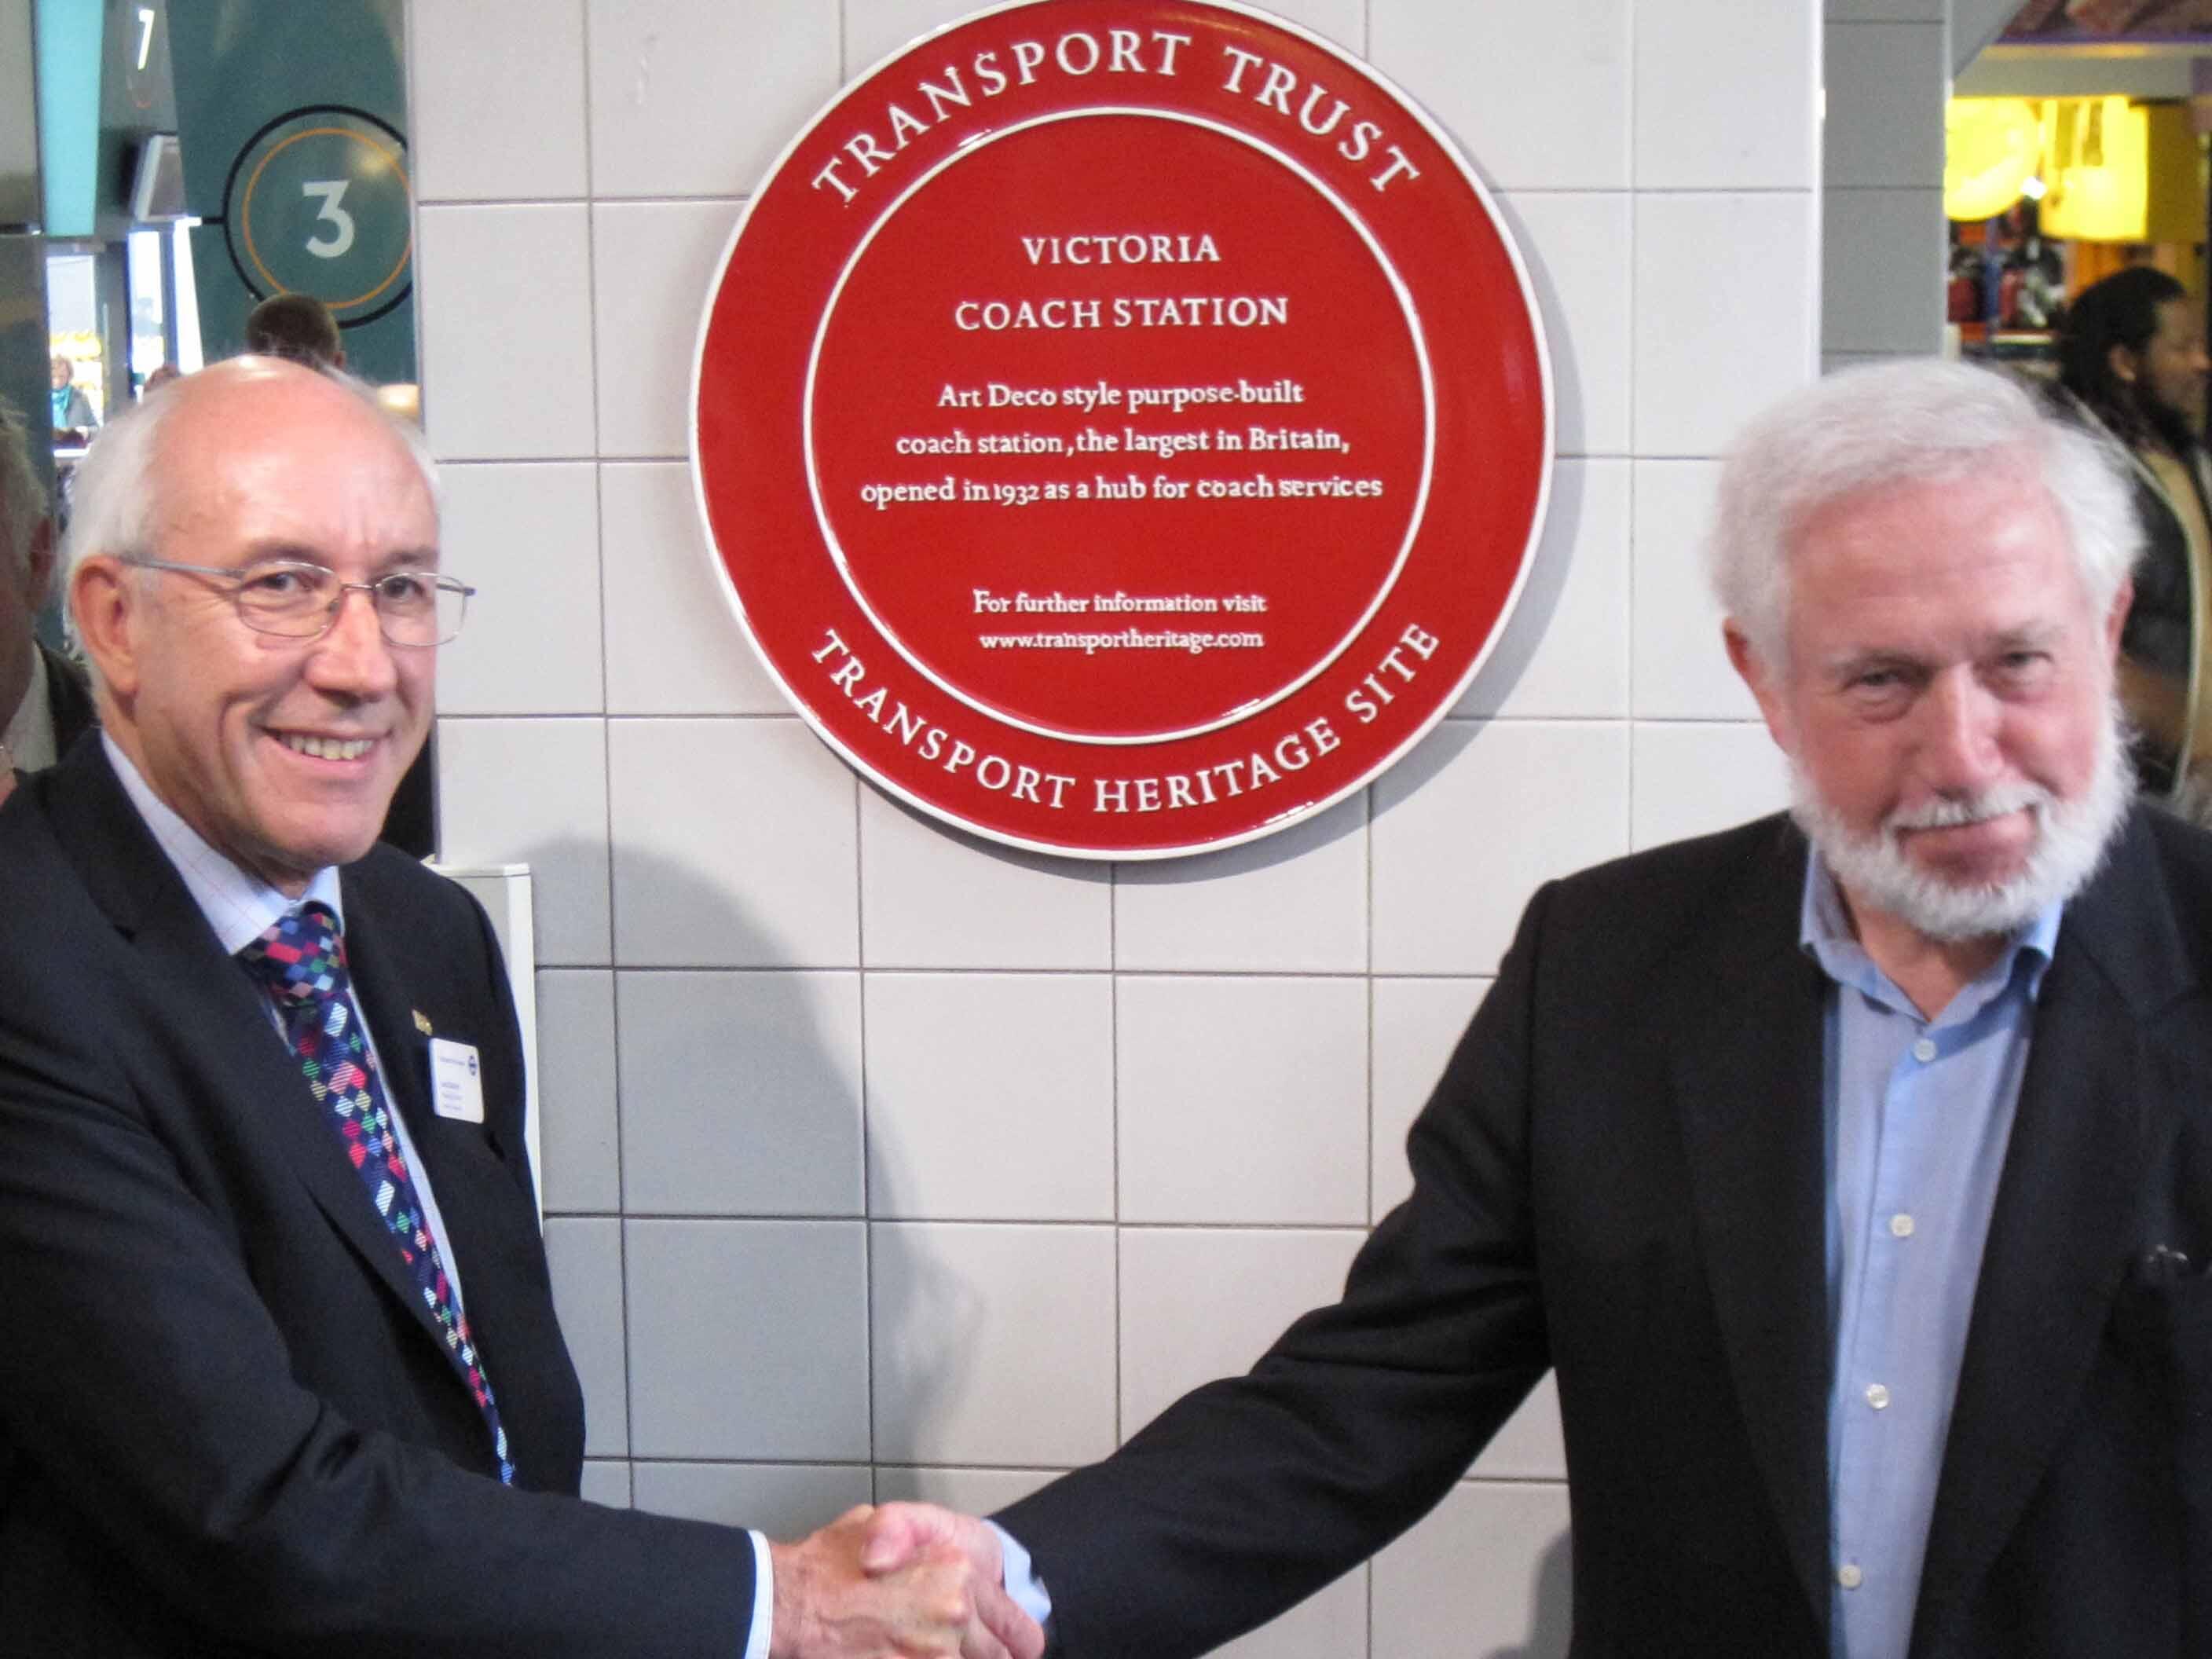 TRANSPORT TRUST
VICTORIA
COACH STATION
Art Deco style purpose-built
coach station, the largest in Britain,
opened in 1932 as a hub for coach services
For further information visit
www.transportheritage.com
TRANSPORT HERITAGE SITE
3